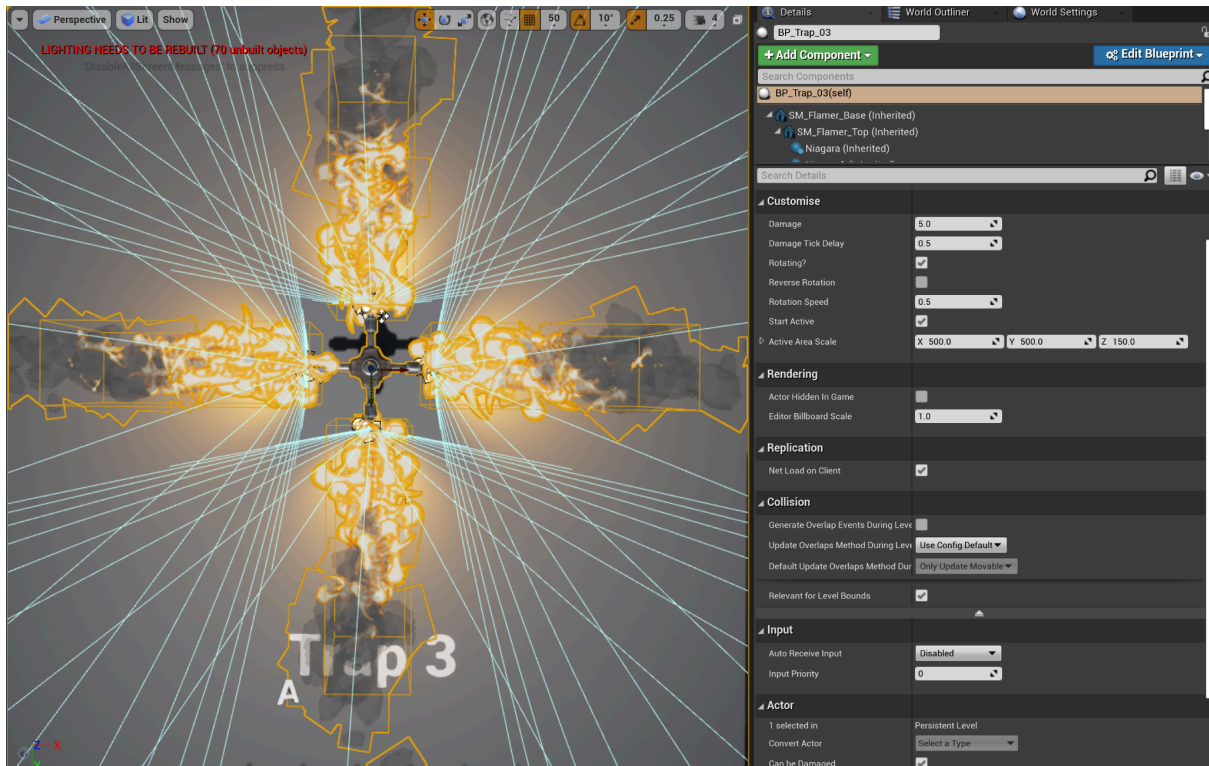 Perspective Lit Show 50 10° 0.25 4
LIGHTING NEEDS TO BE REBUILT (70 unbuilt objects)
Trap 3
A
Z X
Y
Details World Outliner World Settings
BP_Trap_03
+ Add Component Edit Blueprint
Search Components
BP_Trap_03(self)
SM_Flamer_Base (Inherited)
SM_Flamer_Top (Inherited)
Niagara (Inherited)
Search Details
Customise
Damage 5.0
Damage Tick Delay 0.5
Rotating?
Reverse Rotation
Rotation Speed 0.5
Start Active
Active Area Scale X 500.0 Y 500.0 Z 150.0
Rendering
Actor Hidden In Game
Editor Billboard Scale 1.0
Replication
Net Load on Client
Collision
Generate Overlap Events During Leve
Update Overlaps Method During Leve Use Config Default
Default Update Overlaps Method Dur Only Update Movable
Relevant for Level Bounds
Input
Auto Receive Input Disabled
Input Priority 0
Actor
1 selected in Persistent Level
Convert Actor Select a Type
Can be Damaged